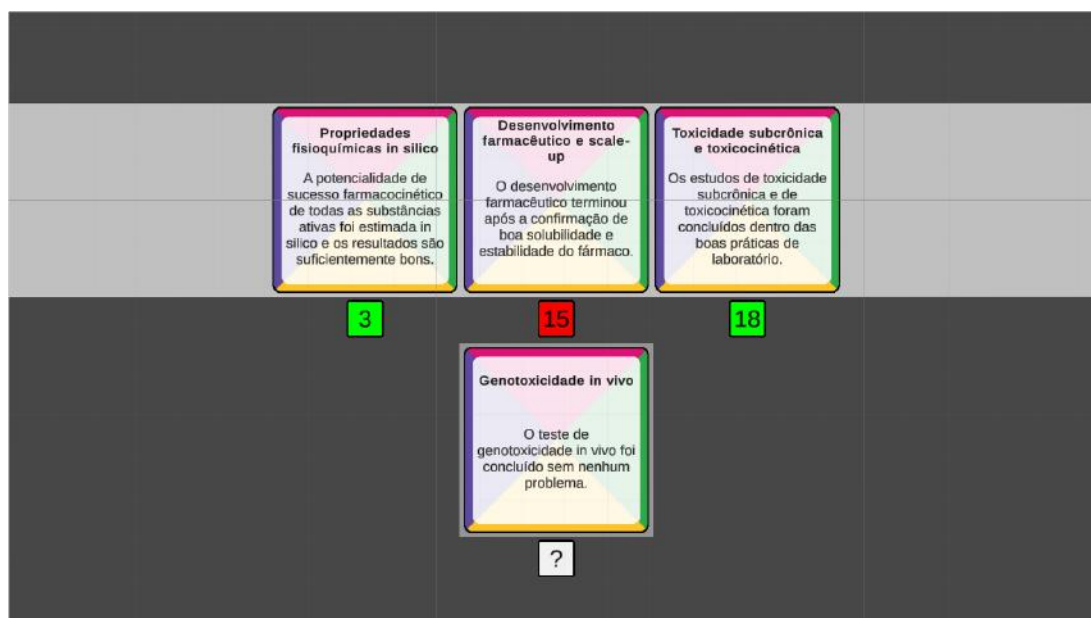 Propriedades
fisioquímicas in silico
A potencialidade de
sucesso farmacocinético
de todas as substâncias
ativas foi estimada in
silico e os resultados são
suficientemente bons.
3
Desenvolvimento
farmacêutico e scale-
up
O desenvolvimento
farmacêutico terminou
após a confirmação de
boa solubilidade e
estabilidade do fármaco.
15
Toxicidade subcrônica
e toxicocinética
Os estudos de toxicidade
subcrônica e de
toxicocinética foram
concluídos dentro das
boas práticas de
laboratório.
18
Genotoxicidade in vivo
O teste de
genotoxicidade in vivo foi
concluído sem nenhum
problema.
?